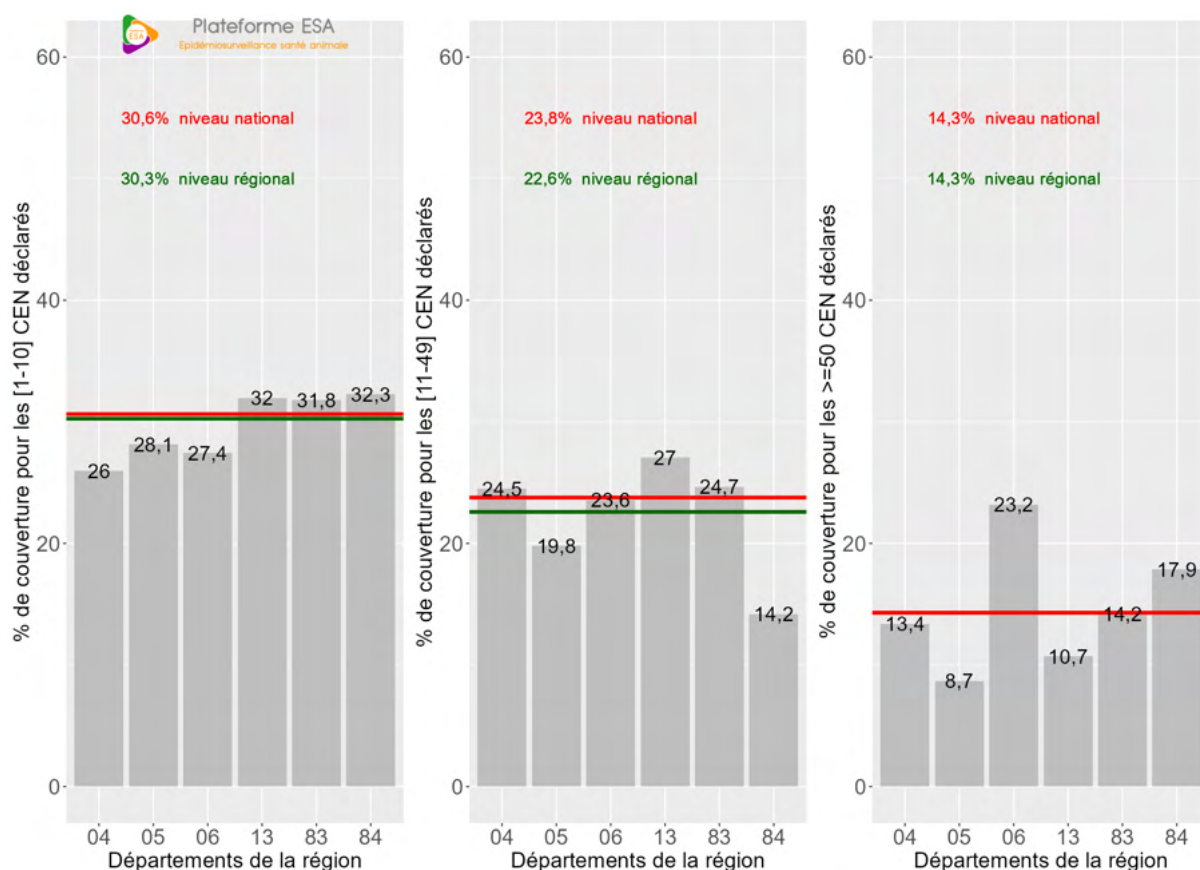 Plateforme ESA
ESA
Epidémiosurveillance santé animale
% de couverture pour les [1-10] CEN déclarés
60
40
20
0
30,6% niveau national
30,3% niveau régional
26
28,1
27,4
32
31,8
32,3
04 05 06 13 83 84
Départements de la région
% de couverture pour les [11-49] CEN déclarés
60
40
20
0
23,8% niveau national
22,6% niveau régional
24,5
19,8
23,6
27
24,7
14,2
04 05 06 13 83 84
Départements de la région
% de couverture pour les >=50 CEN déclarés
60
40
20
0
14,3% niveau national
14,3% niveau régional
13,4
8,7
23,2
10,7
14,2
17,9
04 05 06 13 83 84
Départements de la région